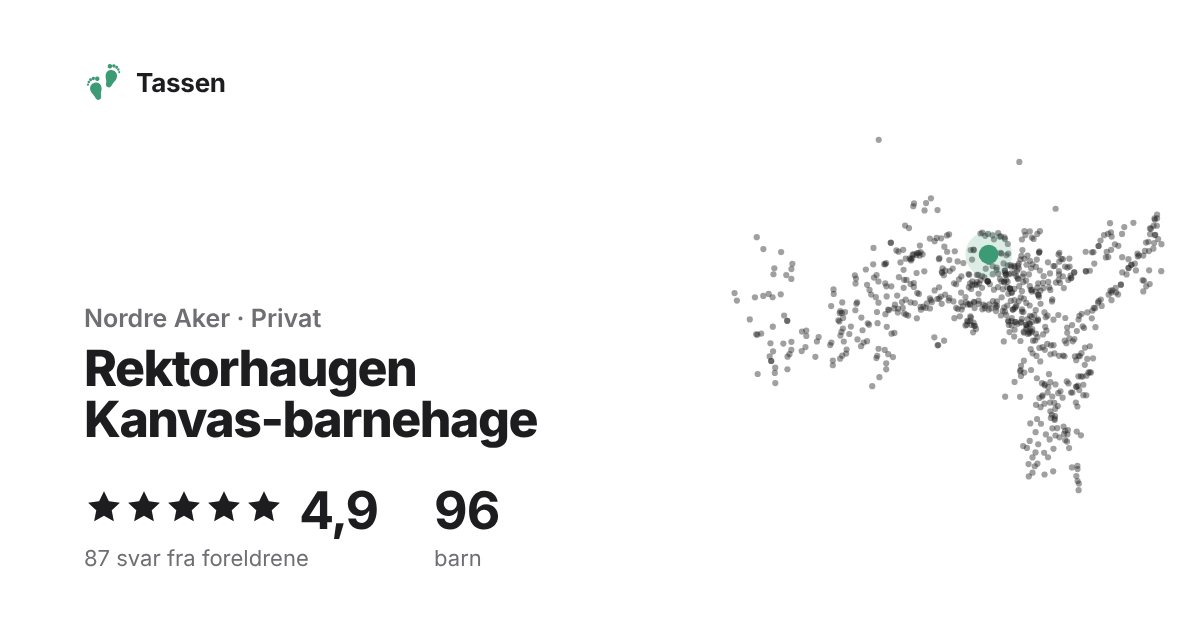 Tassen
Nordre Aker · Privat
Rektorhaugen
Kanvas-barnehage
★★★★★ 4,9 96
87 svar fra foreldrene barn